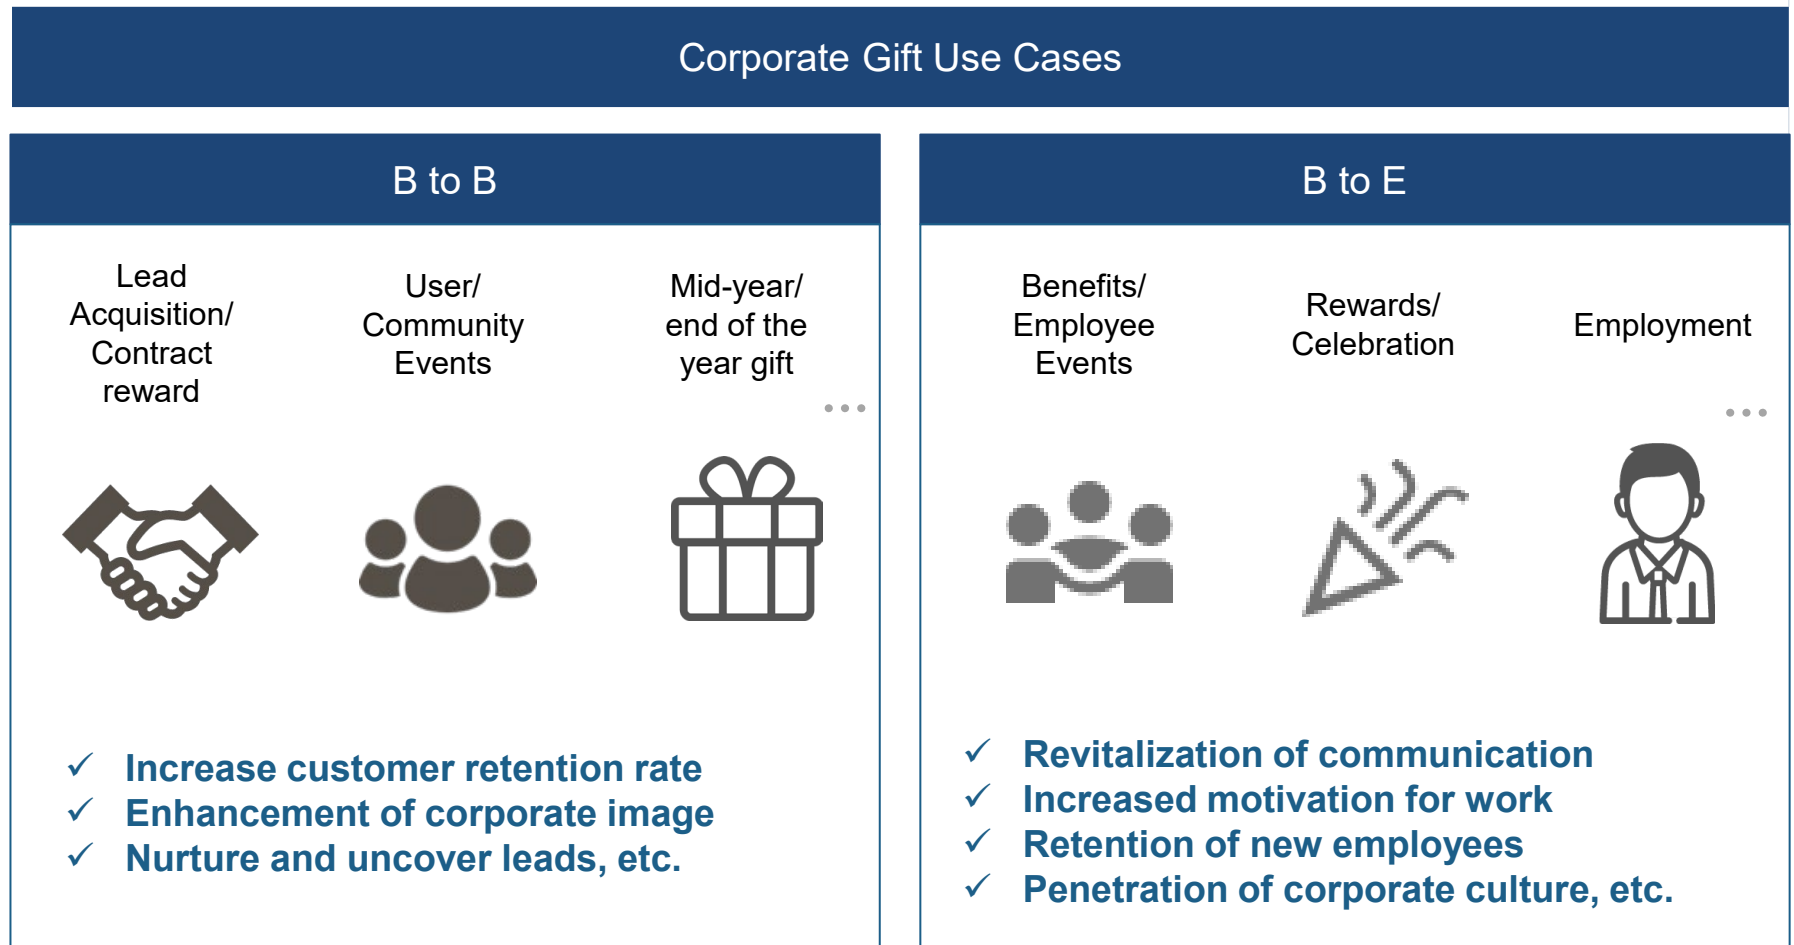 Corporate Gift Use Cases
B to B
Lead
Acquisition/
Contract
reward
User/
Community
Events
Mid-year/
end of the
year gift
...
✓ Increase customer retention rate
✓ Enhancement of corporate image
✓ Nurture and uncover leads, etc.
B to E
Benefits/
Employee
Events
Rewards/
Celebration
Employment
...
✓ Revitalization of communication
✓ Increased motivation for work
✓ Retention of new employees
✓ Penetration of corporate culture, etc.